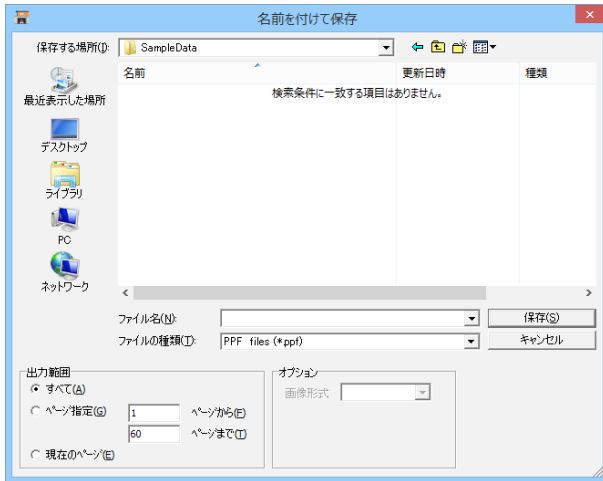 名前を付けて保存
保存する場所(I):
SampleData
名前
更新日時
種類
検索条件に一致する項目はありません。
最近表示した場所
デスクトップ
ライブラリ
PC
ネットワーク
ファイル名(N):
保存(S)
ファイルの種類(T):
PPF files (*.ppf)
キャンセル
出力範囲
すべて(A)
ページ指定(G)
1
ページから(F)
60
ページまで(T)
現在のページ(E)
オプション
画像形式